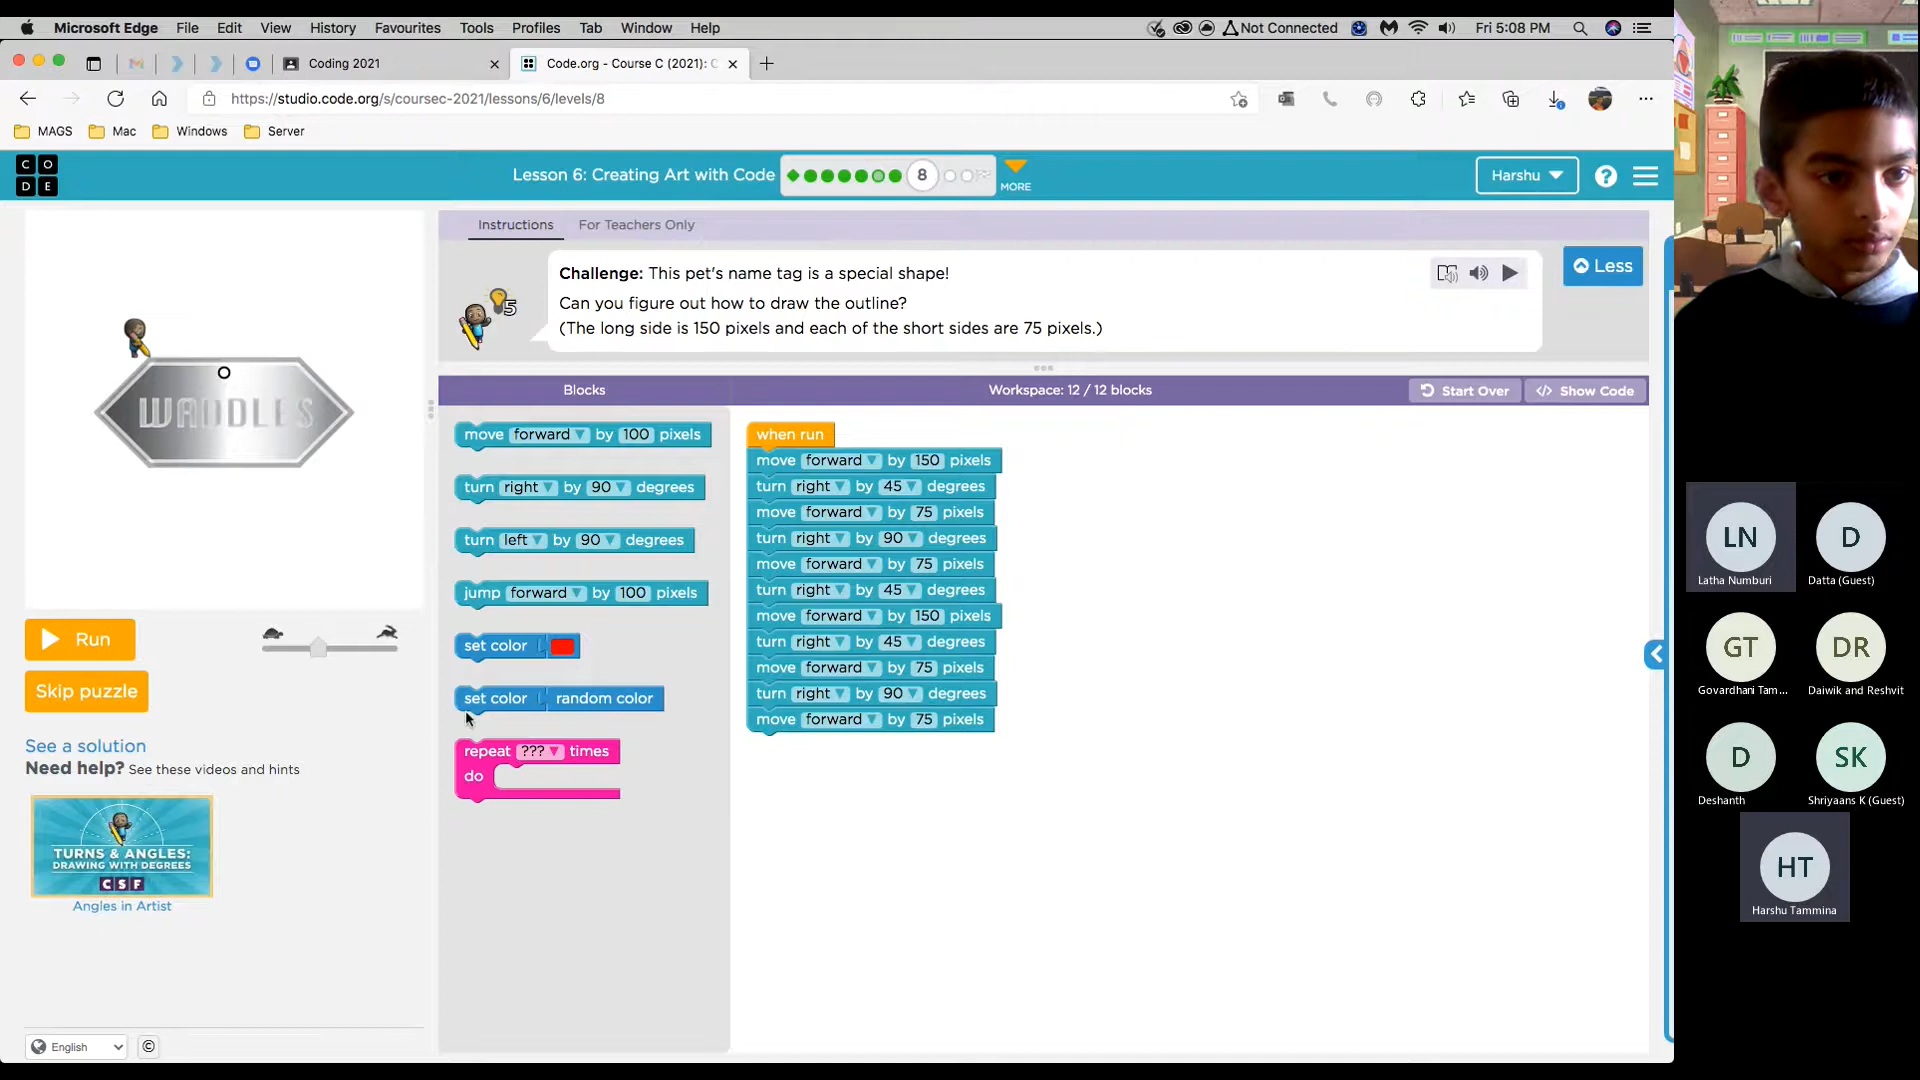 Microsoft Edge File Edit View History Favourites Tools Profiles Tab Window Help
Not Connected Fri 5:08 PM
Coding 2021
Code.org - Course C (2021): C
https://studio.code.org/s/coursec-2021/lessons/6/levels/8
MAGS Mac Windows Server
C O
D E
Lesson 6: Creating Art with Code
8
MORE
Harshu
?
Instructions
For Teachers Only
Challenge: This pet's name tag is a special shape!
Can you figure out how to draw the outline?
(The long side is 150 pixels and each of the short sides are 75 pixels.)
5
Less
WADDLES
Blocks
Workspace: 12 / 12 blocks
Start Over
Show Code
move forward by 100 pixels
turn right by 90 degrees
turn left by 90 degrees
jump forward by 100 pixels
set color
set color random color
repeat ??? times
do
when run
move forward by 150 pixels
turn right by 45 degrees
move forward by 75 pixels
turn right by 90 degrees
move forward by 75 pixels
turn right by 45 degrees
move forward by 150 pixels
turn right by 45 degrees
move forward by 75 pixels
turn right by 90 degrees
move forward by 75 pixels
Run
Skip puzzle
See a solution
Need help? See these videos and hints
TURNS & ANGLES:
DRAWING WITH DEGREES
C S F
Angles in Artist
English
©
LN
Latha Numburi
D
Datta (Guest)
GT
Govardhani Tam...
DR
Daiwik and Reshvit
D
Deshanth
SK
Shriyaans K (Guest)
HT
Harshu Tammina